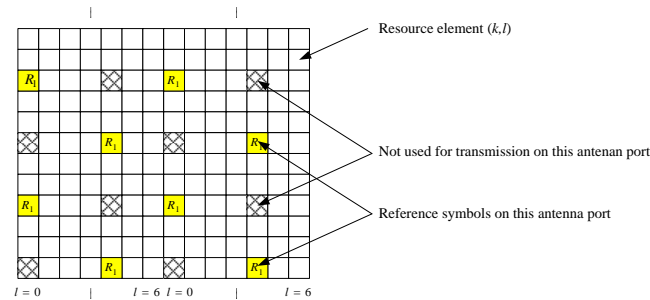 Resource element (k,l)
R1 R1
Not used for transmission on this antenan port
R1 R1
R1 R1
Reference symbols on this antenna port
R1 R1
l = 0 l = 6 l = 0 l = 6